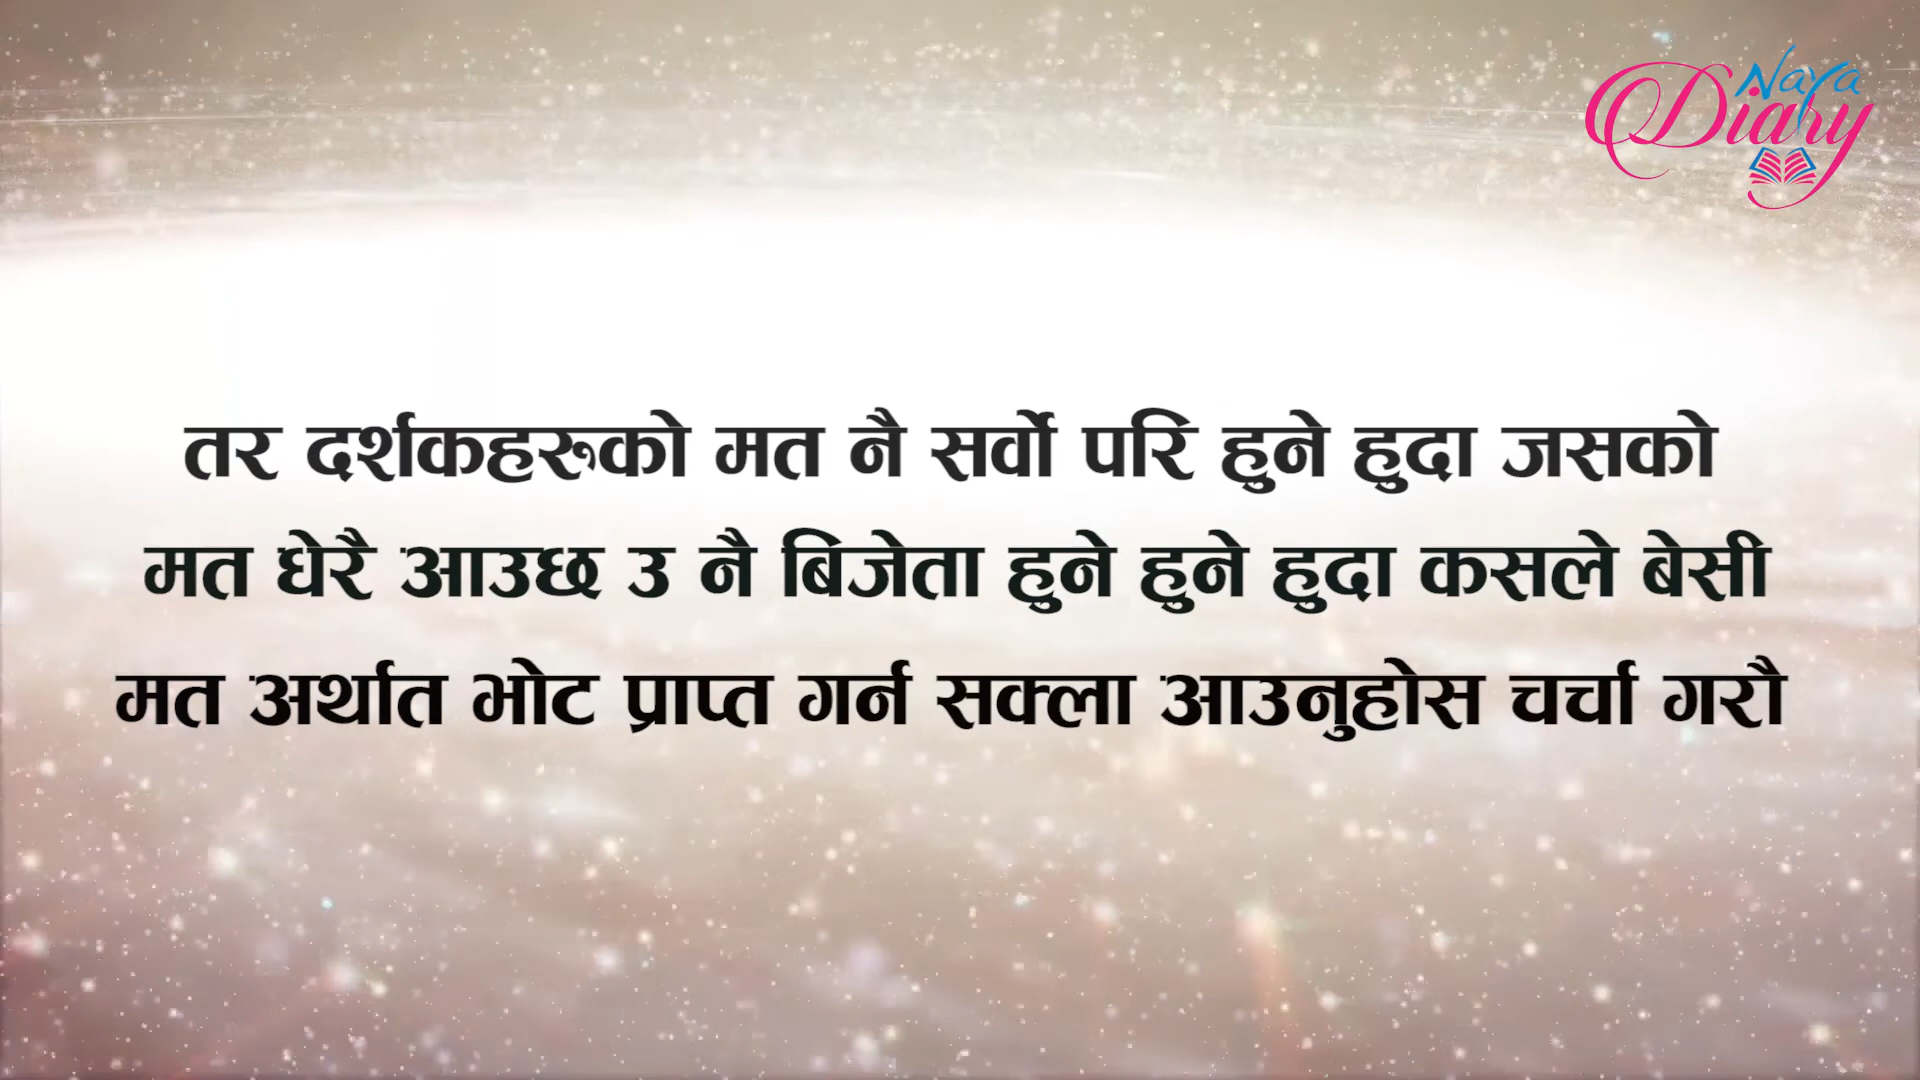 Naya
Diary
तर दर्शकहरुको मत नै सर्वो परि हुने हुदा जसको
मत धेरै आउछ उ नै बिजेता हुने हुने हुदा कसले बेसी
मत अर्थात भोट प्राप्त गर्न सक्ला आउनुहोस चर्चा गरौ